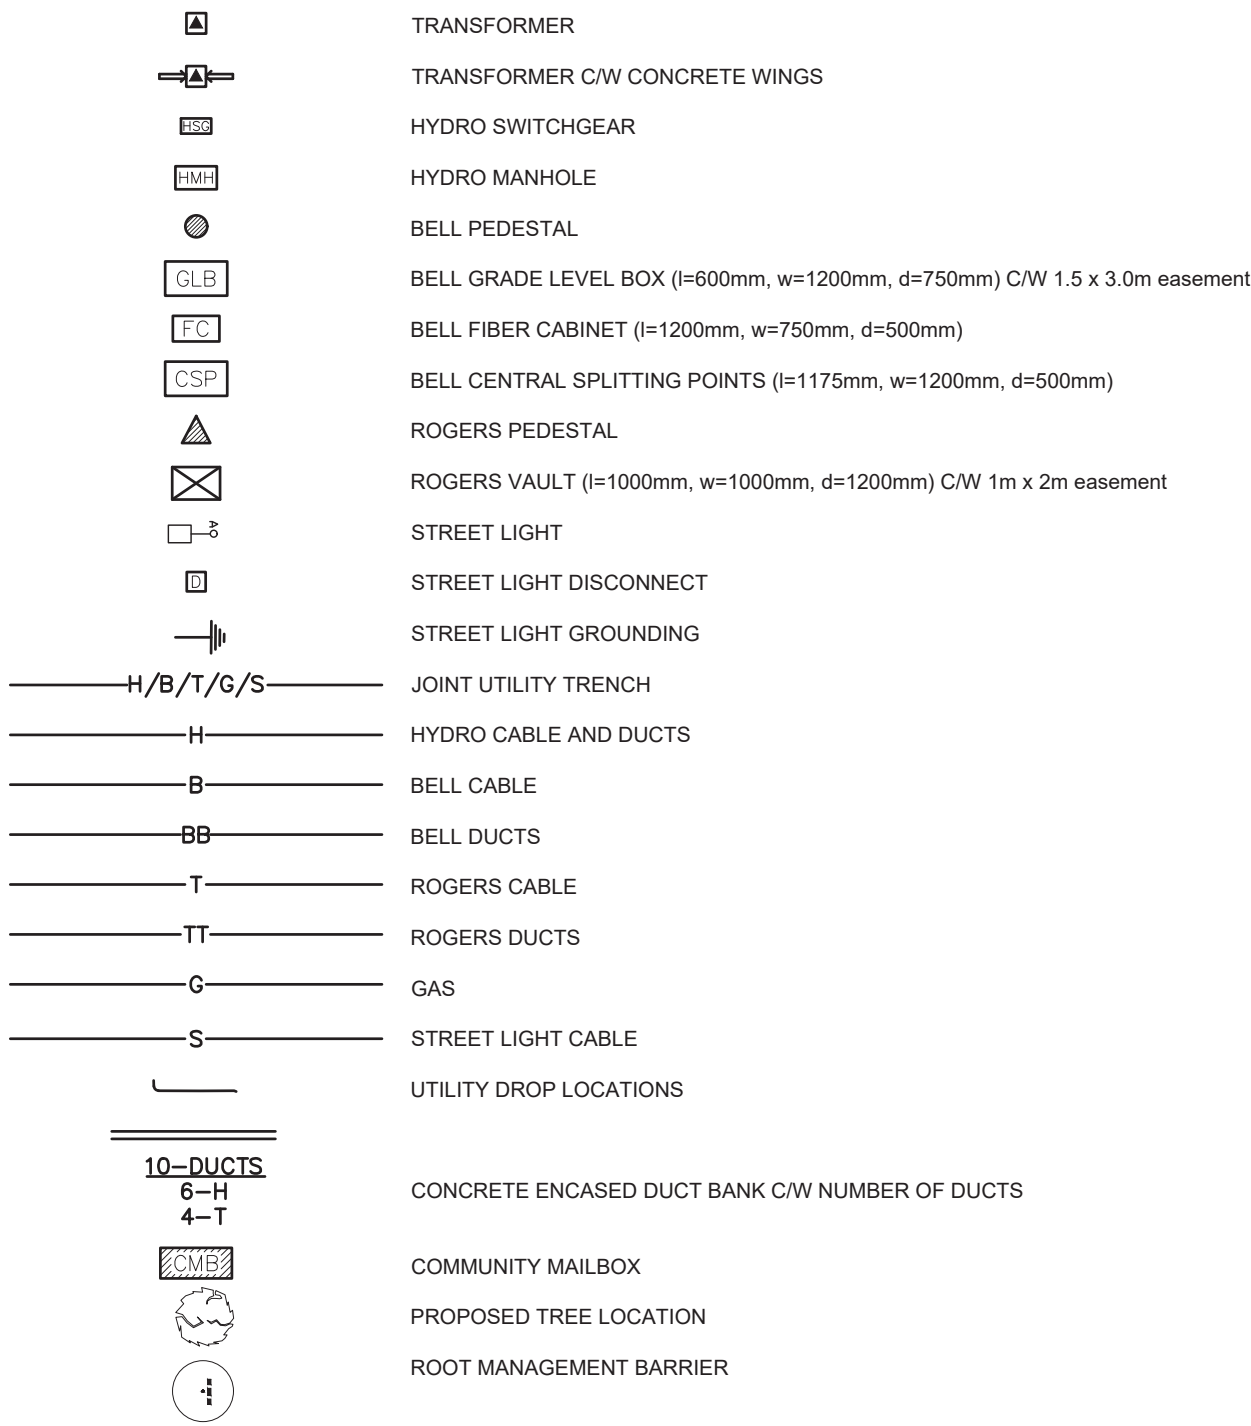 TRANSFORMER
TRANSFORMER C/W CONCRETE WINGS
HSG HYDRO SWITCHGEAR
HMH HYDRO MANHOLE
BELL PEDESTAL
GLB BELL GRADE LEVEL BOX (l=600mm, w=1200mm, d=750mm) C/W 1.5 x 3.0m easement
FC BELL FIBER CABINET (l=1200mm, w=750mm, d=500mm)
CSP BELL CENTRAL SPLITTING POINTS (l=1175mm, w=1200mm, d=500mm)
ROGERS PEDESTAL
ROGERS VAULT (l=1000mm, w=1000mm, d=1200mm) C/W 1m x 2m easement
STREET LIGHT
D STREET LIGHT DISCONNECT
STREET LIGHT GROUNDING
H/B/T/G/S JOINT UTILITY TRENCH
H HYDRO CABLE AND DUCTS
B BELL CABLE
BB BELL DUCTS
T ROGERS CABLE
TT ROGERS DUCTS
G GAS
S STREET LIGHT CABLE
UTILITY DROP LOCATIONS
10-DUCTS
6-H CONCRETE ENCASED DUCT BANK C/W NUMBER OF DUCTS
4-T
CMB COMMUNITY MAILBOX
PROPOSED TREE LOCATION
ROOT MANAGEMENT BARRIER